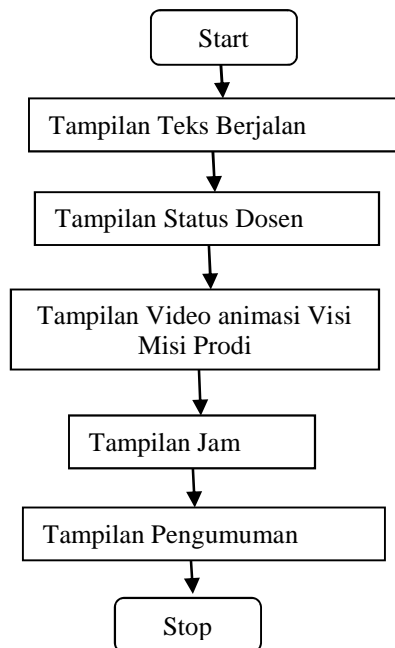 Start
Tampilan Teks Berjalan
Tampilan Status Dosen
Tampilan Video animasi Visi
Misi Prodi
Tampilan Jam
Tampilan Pengumuman
Stop